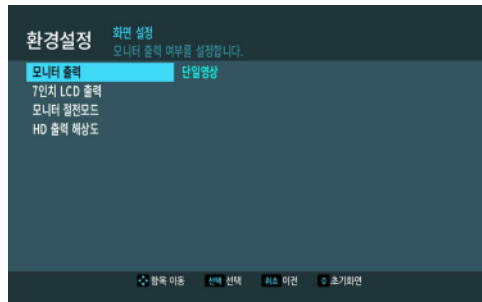 환경설정
화면 설정
모니터 출력 여부를 설정합니다.
모니터 출력 단일영상
7인치 LCD 출력
모니터 절전모드
HD 출력 해상도
항목 이동 선택 선택 취소 이전 0 초기화면